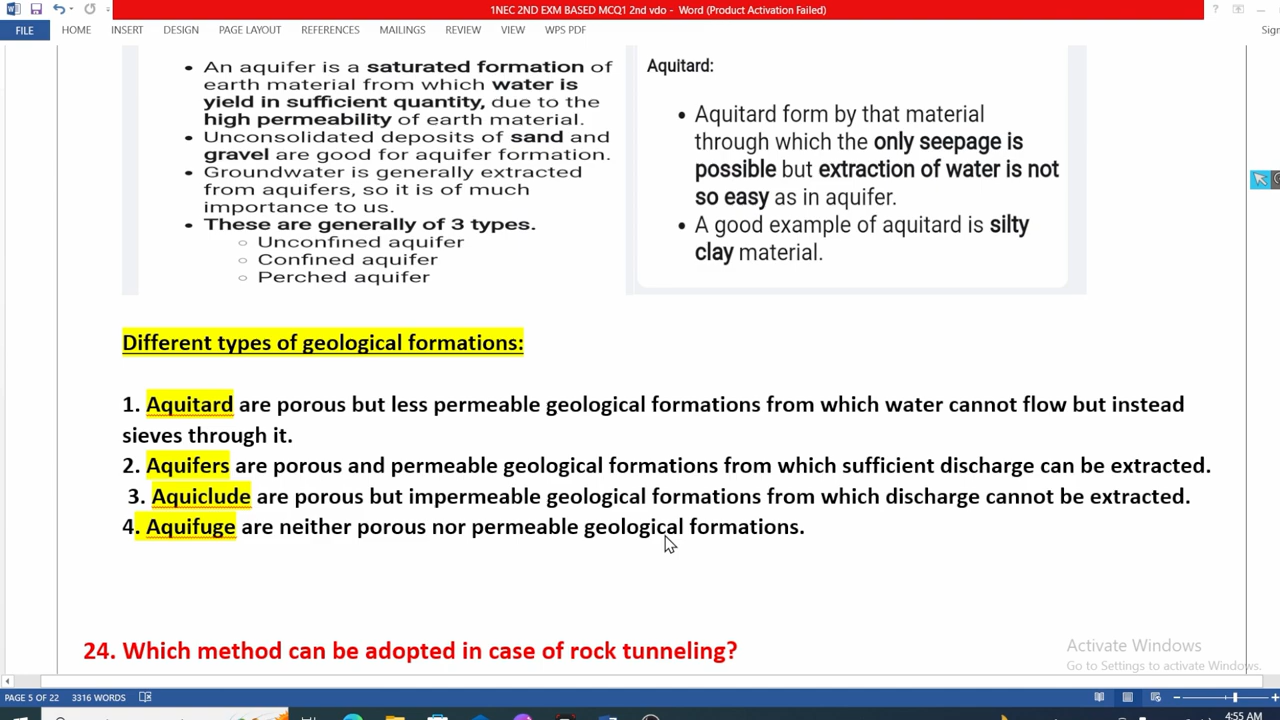 1NEC 2ND EXM BASED MCQ1 2nd vdo - Word (Product Activation Failed)
FILE HOME INSERT DESIGN PAGE LAYOUT REFERENCES MAILINGS REVIEW VIEW WPS PDF Sign
• An aquifer is a saturated formation of
earth material from which water is
yield in sufficient quantity, due to the
high permeability of earth material.
• Unconsolidated deposits of sand and
gravel are good for aquifer formation.
• Groundwater is generally extracted
from aquifers, so it is of much
importance to us.
• These are generally of 3 types.
○ Unconfined aquifer
○ Confined aquifer
○ Perched aquifer
Aquitard:
• Aquitard form by that material
through which the only seepage is
possible but extraction of water is not
so easy as in aquifer.
• A good example of aquitard is silty
clay material.
Different types of geological formations:
1. Aquitard are porous but less permeable geological formations from which water cannot flow but instead
sieves through it.
2. Aquifers are porous and permeable geological formations from which sufficient discharge can be extracted.
3. Aquiclude are porous but impermeable geological formations from which discharge cannot be extracted.
4. Aquifuge are neither porous nor permeable geological formations.
24. Which method can be adopted in case of rock tunneling?
Activate Windows
Go to Settings to activate Windows.
PAGE 5 OF 22 3316 WORDS
4:55 AM